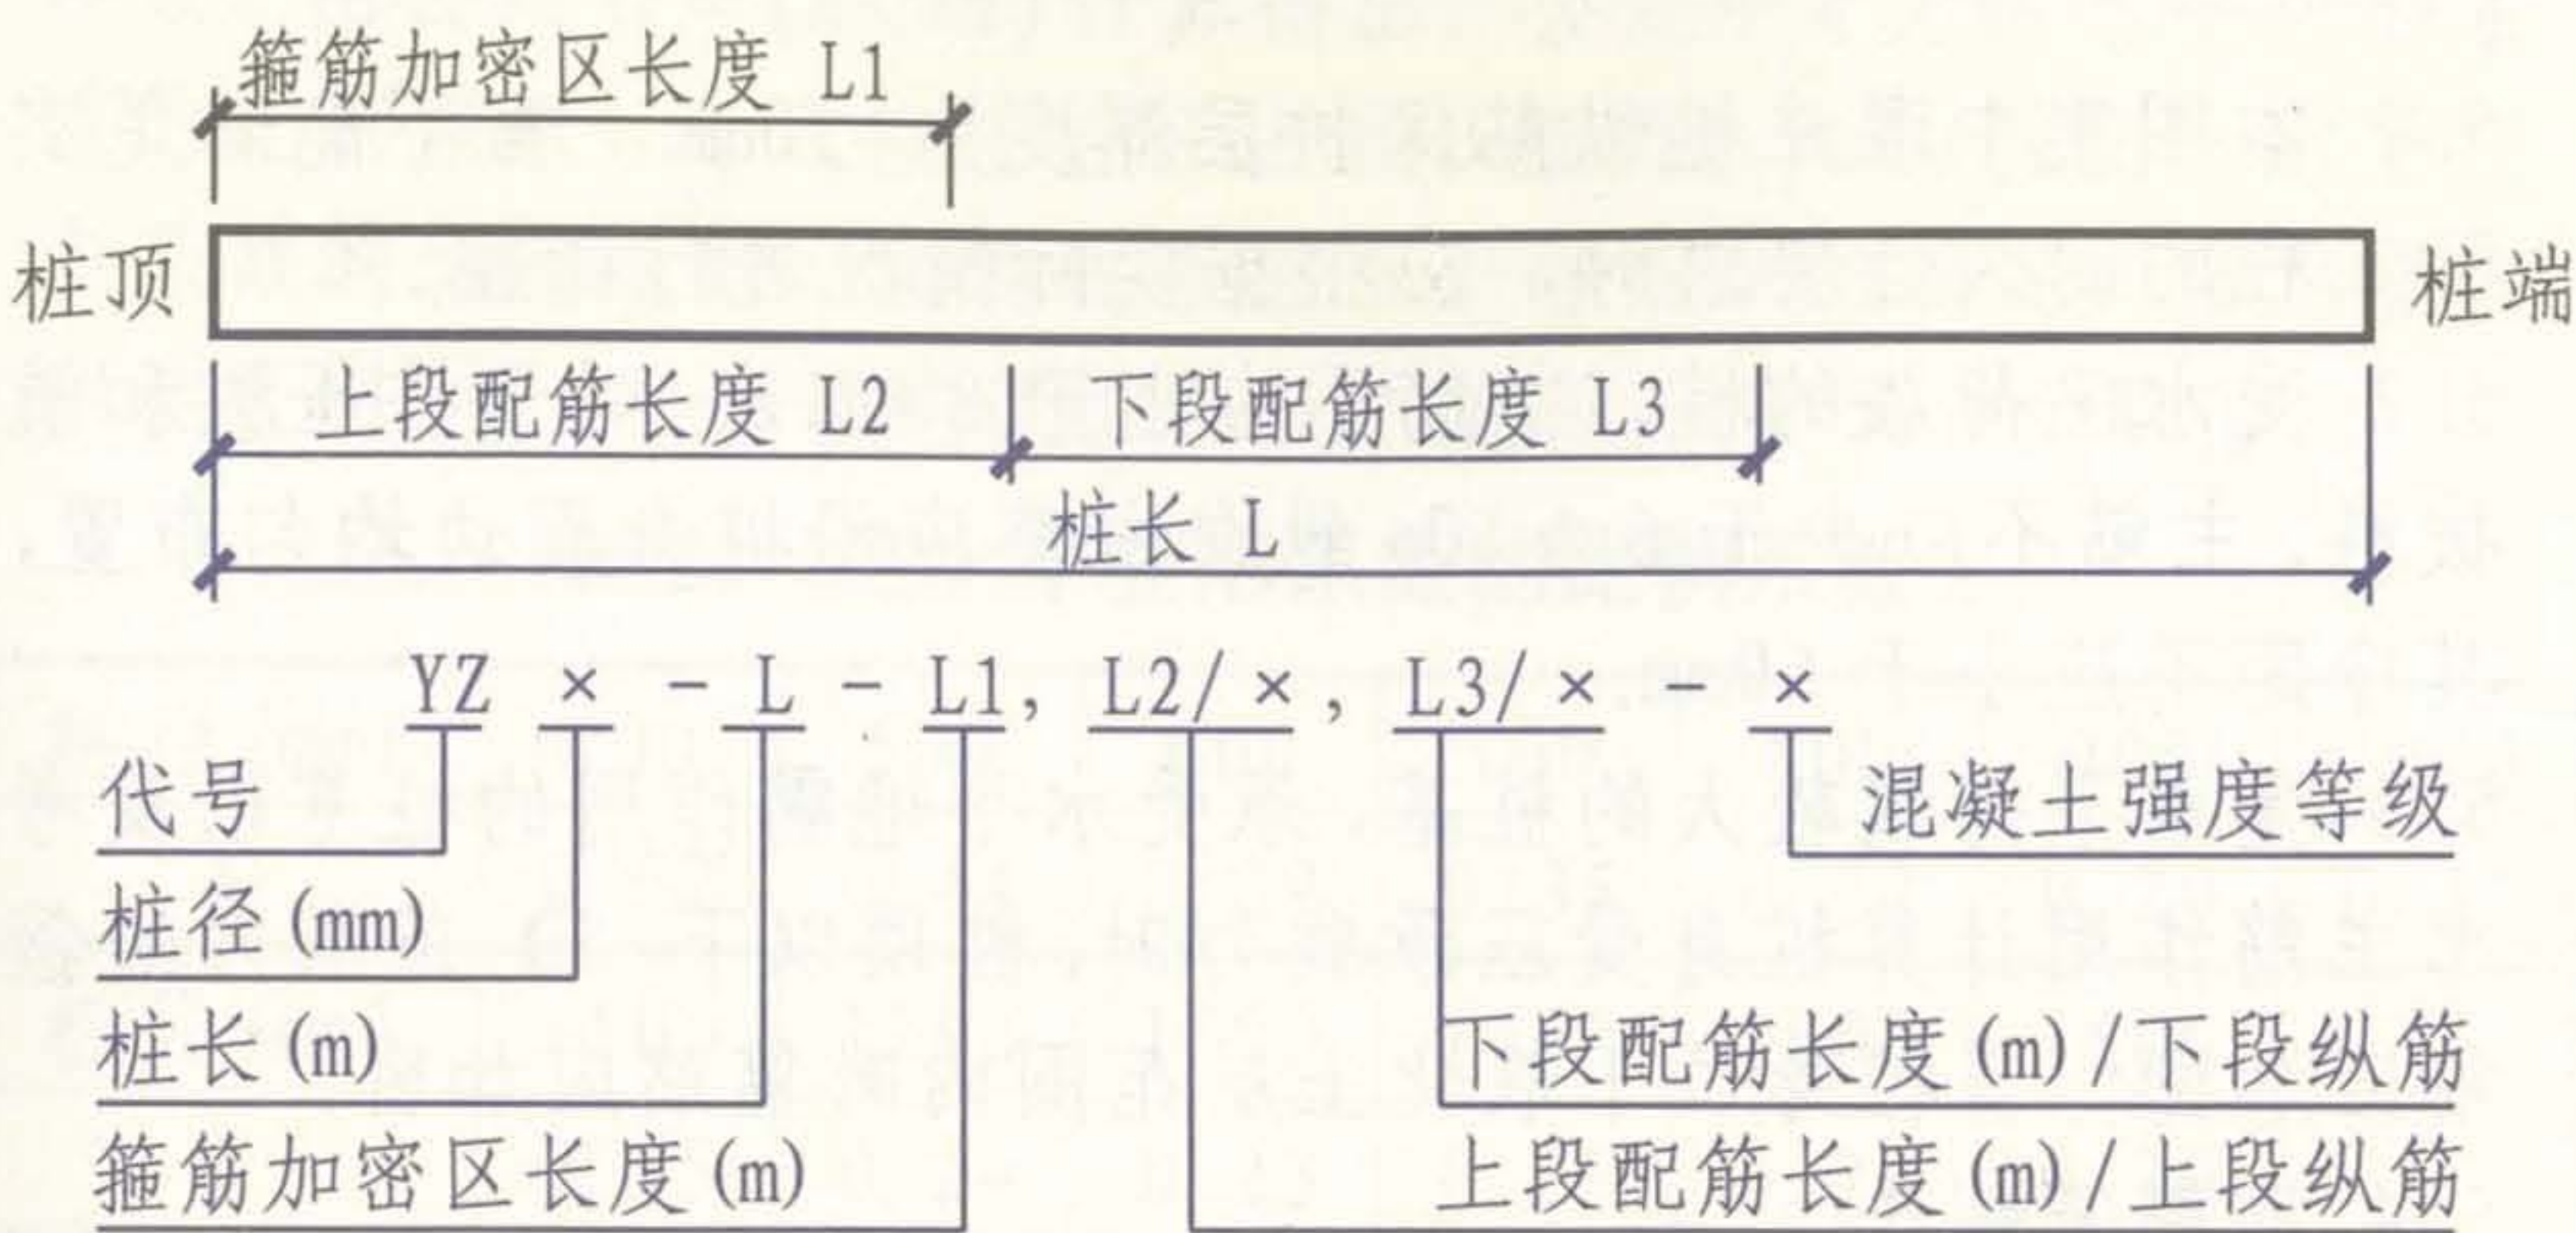 箍筋加密区长度 L1
桩顶
桩端
上段配筋长度 L2
下段配筋长度 L3
桩长 L
YZ × - L - L1, L2/ ×, L3/ × - ×
代号
混凝土强度等级
桩径(mm)
桩长(m)
下段配筋长度(m)/下段纵筋
箍筋加密区长度(m)
上段配筋长度(m)/上段纵筋